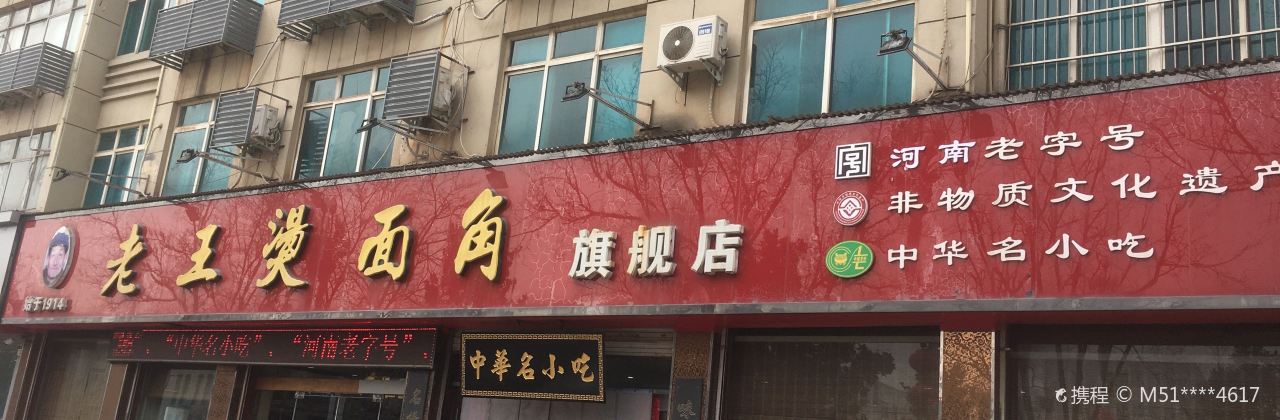 老王烫面角 旗舰店
始于1914
河南老字号
非物质文化遗产
中华名小吃
”、“中华名小吃”、“河南老字号”、
中華名小吃
携程 © M51****4617